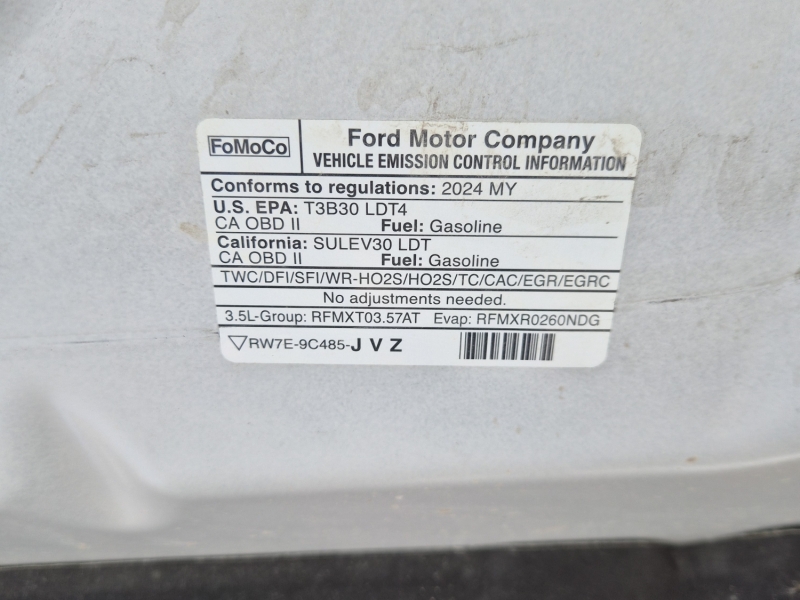 FoMoCo
Ford Motor Company
VEHICLE EMISSION CONTROL INFORMATION
Conforms to regulations: 2024 MY
U.S. EPA: T3B30 LDT4
CA OBD II Fuel: Gasoline
California: SULEV30 LDT
CA OBD II Fuel: Gasoline
TWC/DFI/SFI/WR-HO2S/HO2S/TC/CAC/EGR/EGRC
No adjustments needed.
3.5L-Group: RFMXT03.57AT Evap: RFMXR0260NDG
RW7E-9C485-J V Z